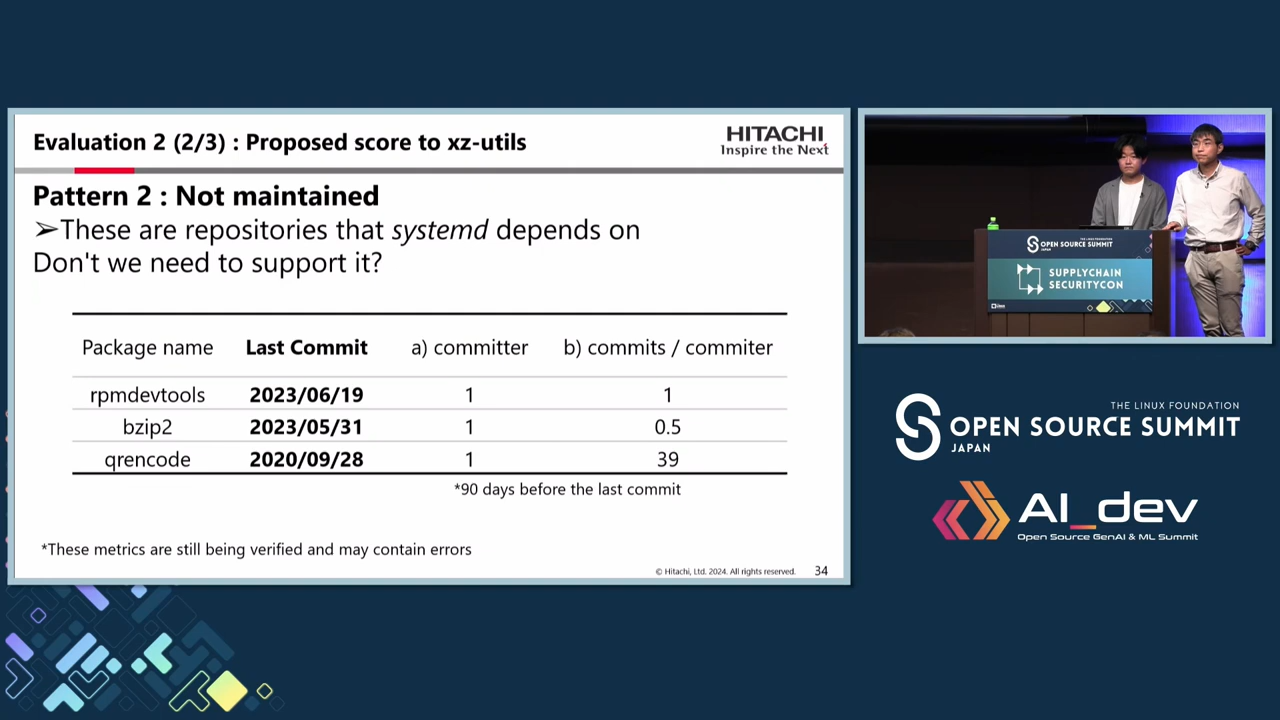 Evaluation 2 (2/3) : Proposed score to xz-utils
HITACHI
Inspire the Next
Pattern 2 : Not maintained
➢These are repositories that systemd depends on
Don't we need to support it?
Package name Last Commit a) committer b) commits / commiter
rpmdevtools 2023/06/19 1 1
bzip2 2023/05/31 1 0.5
qrencode 2020/09/28 1 39
*90 days before the last commit
*These metrics are still being verified and may contain errors
© Hitachi, Ltd. 2024. All rights reserved. 34
THE LINUX FOUNDATION
OPEN SOURCE SUMMIT
JAPAN
SUPPLYCHAIN
SECURITYCON
THE LINUX FOUNDATION
OPEN SOURCE SUMMIT
JAPAN
AI_dev
Open Source GenAI & ML Summit